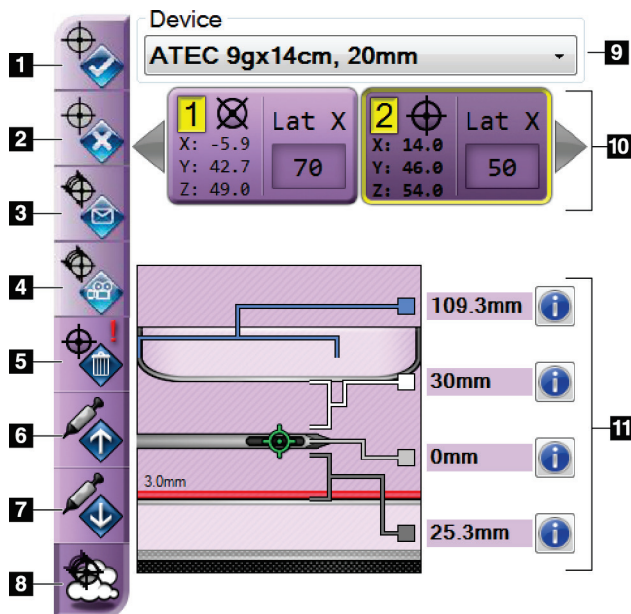 Device
1
ATEC 9gx14cm, 20mm
9
2
1 Lat X
X: -5.9
Y: 42.7
Z: 49.0
70
2 Lat X
X: 14.0
Y: 46.0
Z: 54.0
50
10
3
4
109.3mm
5
!
30mm
6
11
0mm
7
3.0mm
25.3mm
8